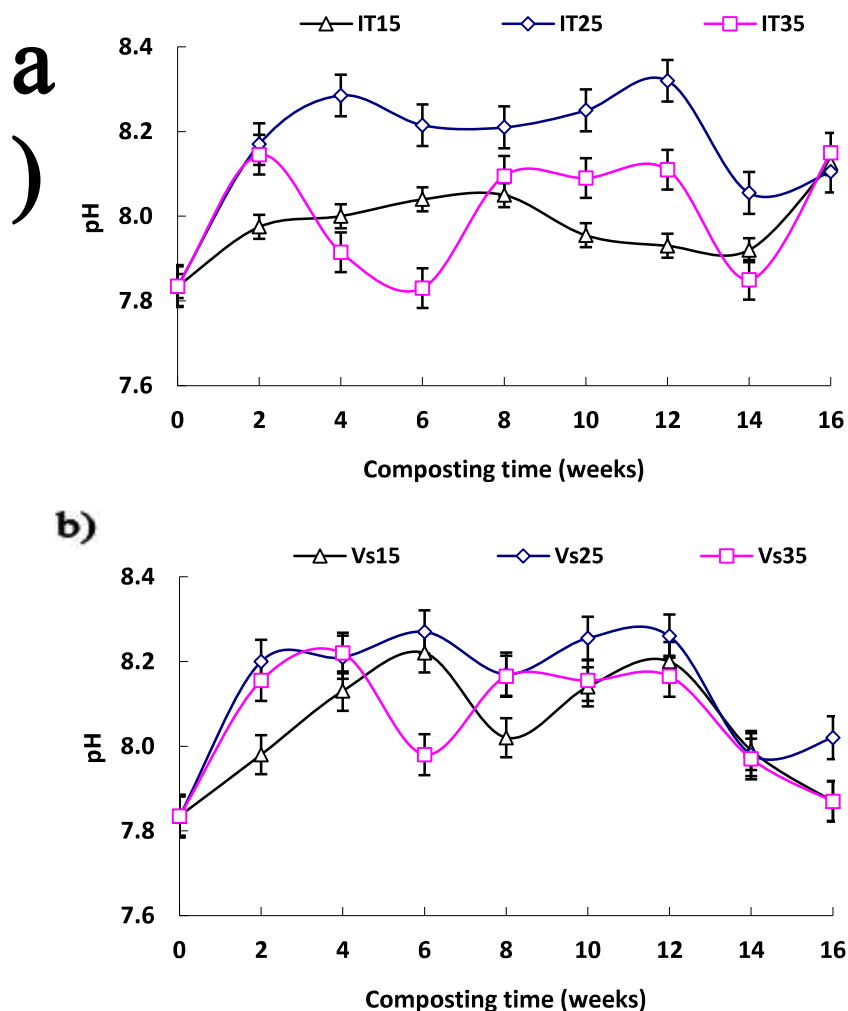 a
)
IT15 IT25 IT35
8.4
8.2
8.0
7.8
7.6
pH
0 2 4 6 8 10 12 14 16
Composting time (weeks)
b)
Vs15 Vs25 Vs35
8.4
8.2
8.0
7.8
7.6
pH
0 2 4 6 8 10 12 14 16
Composting time (weeks)